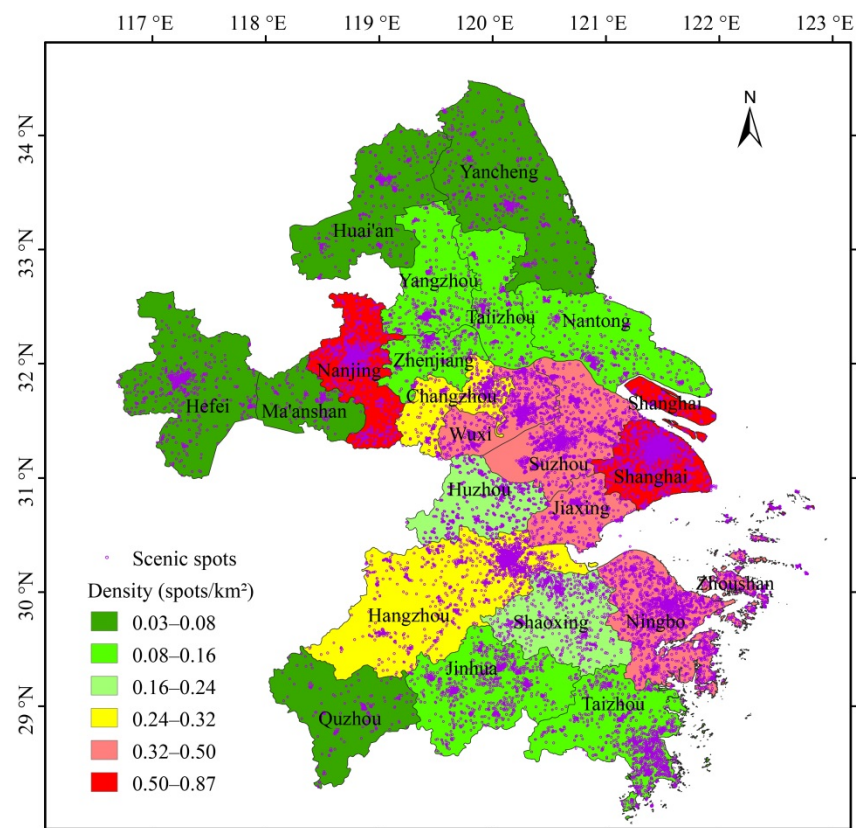 117 °E 118 °E 119 °E 120 °E 121 °E 122 °E 123 °E
N
34 °N
33 °N
32 °N
31 °N
30 °N
29 °N
Yancheng
Huai'an
Yangzhou
Taizhou
Nantong
Zhenjiang
Nanjing
Changzhou
Hefei
Ma'anshan
Shanghai
Wuxi
Suzhou
Shanghai
Huzhou
Jiaxing
Zhoushan
Hangzhou
Shaoxing
Ningbo
Jinhua
Quzhou
Taizhou
Scenic spots
Density (spots/km²)
0.03–0.08
0.08–0.16
0.16–0.24
0.24–0.32
0.32–0.50
0.50–0.87